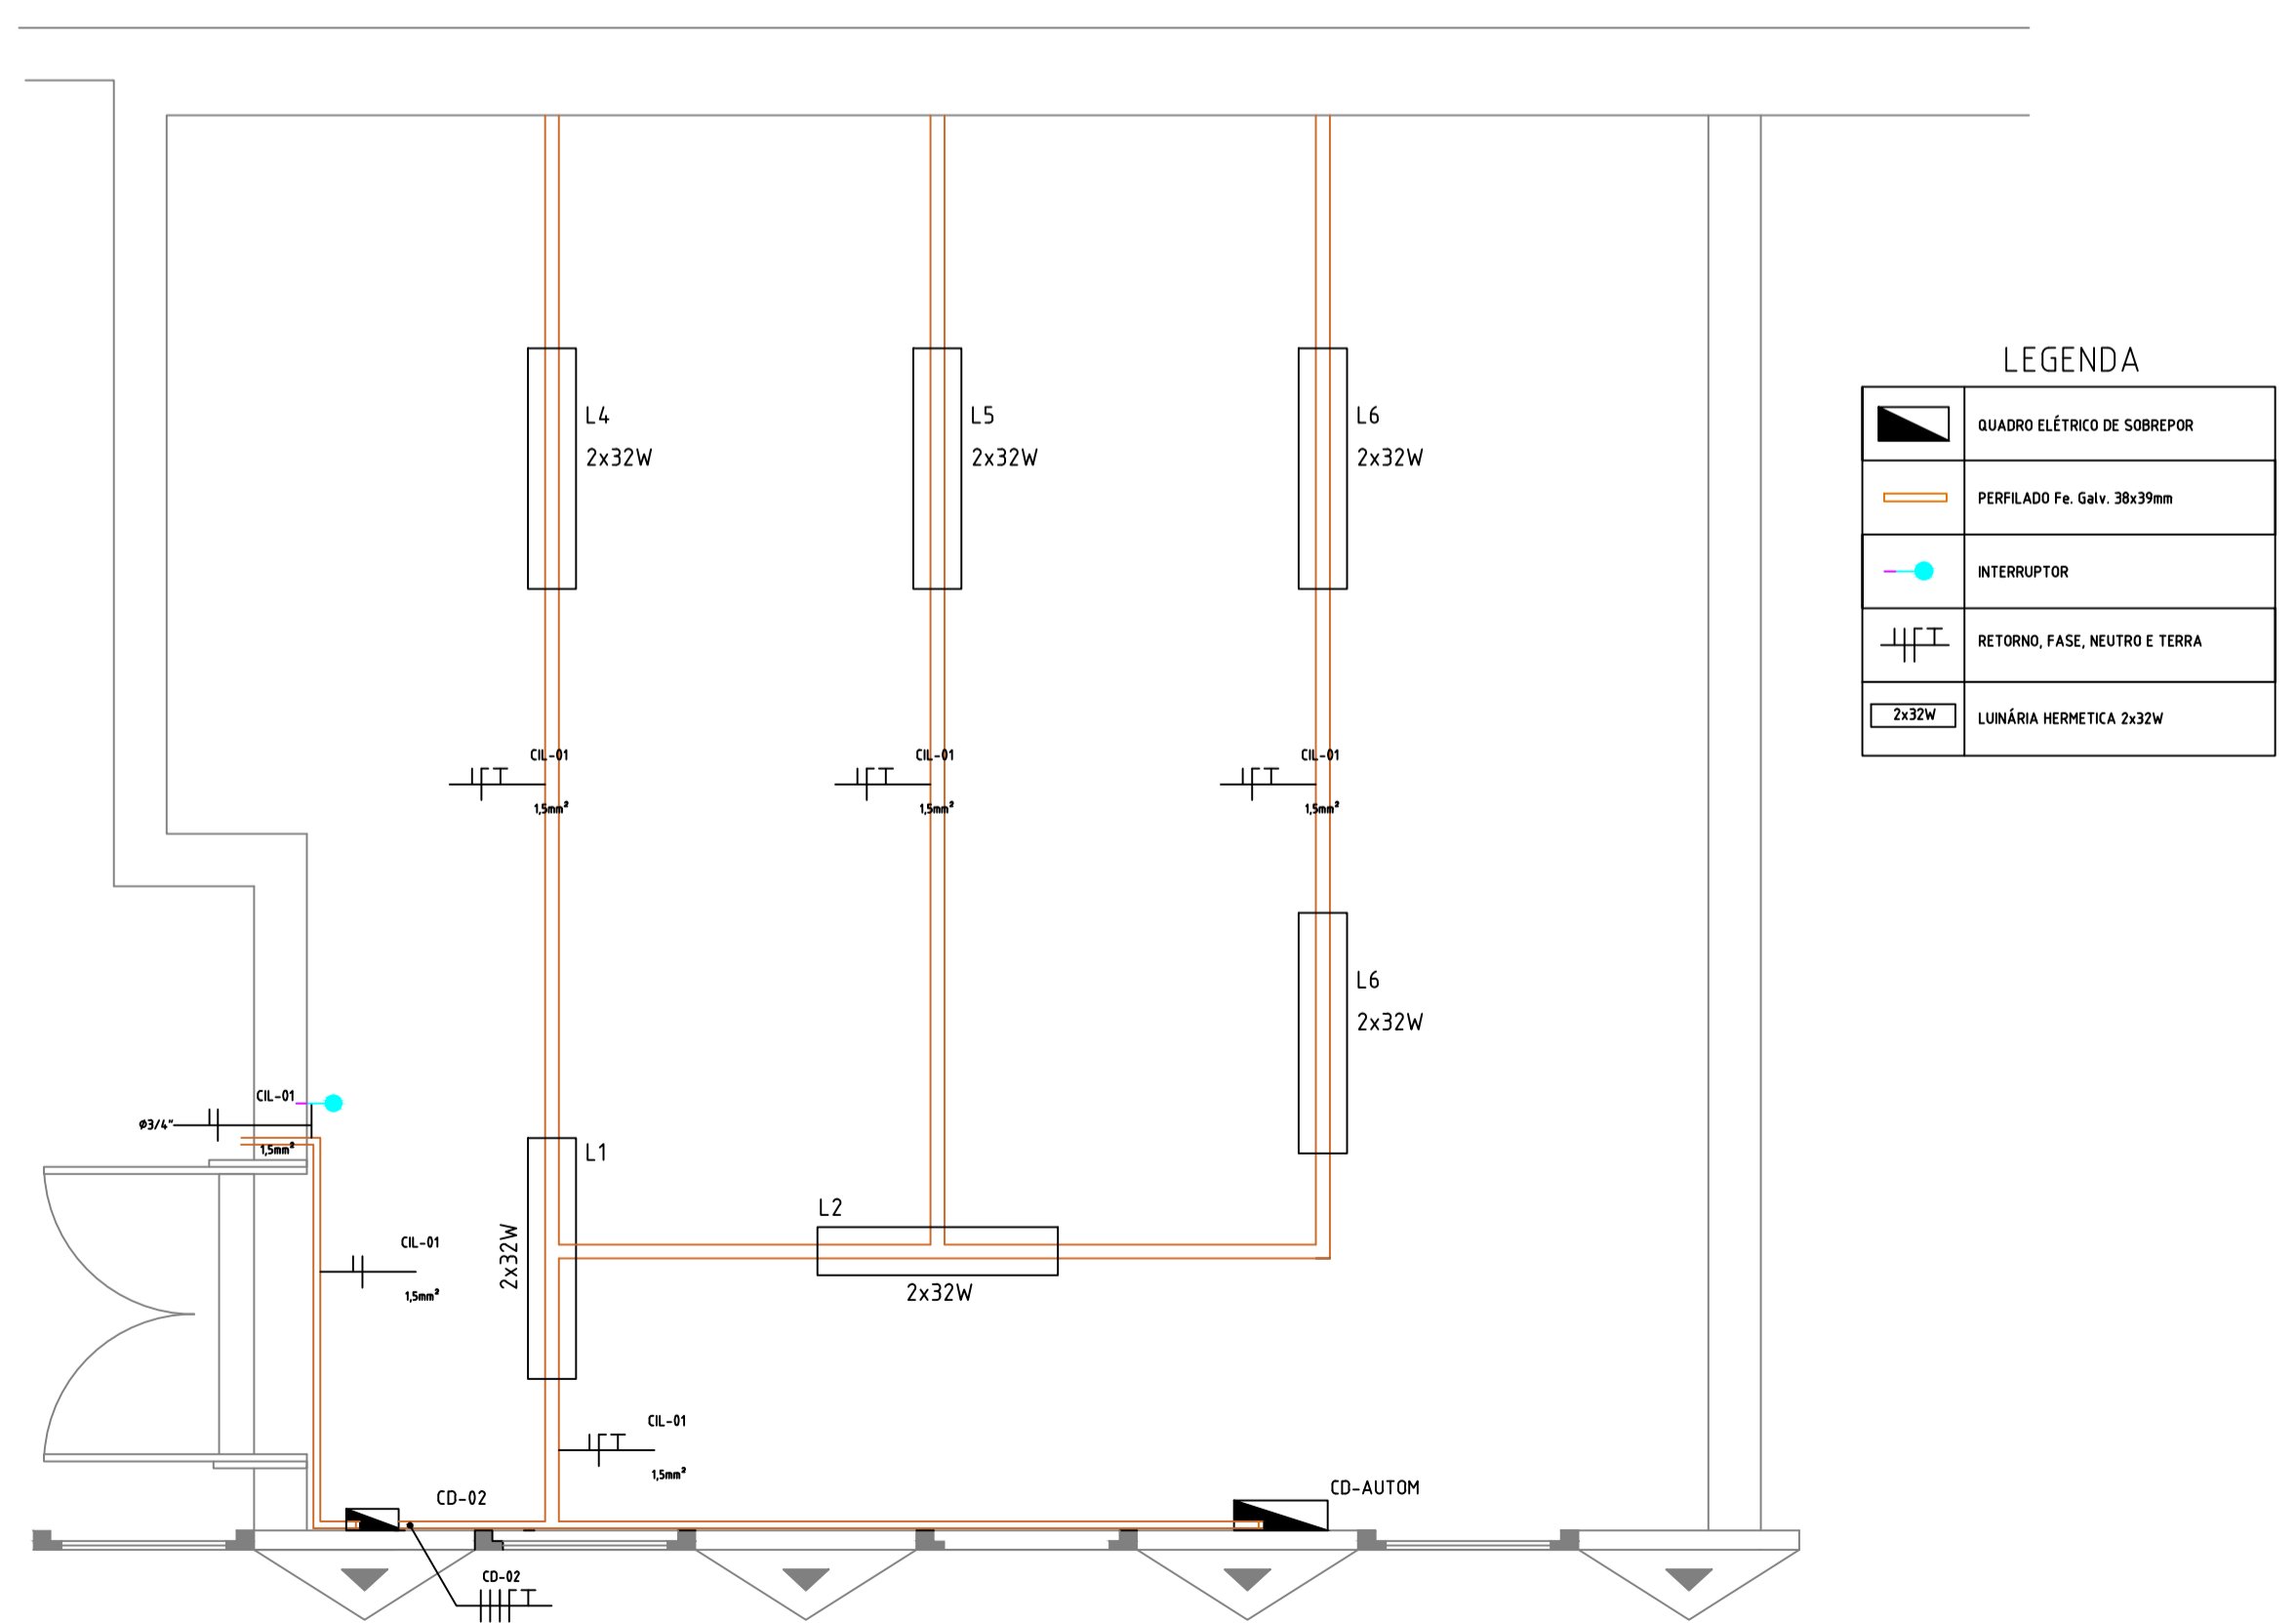 LEGENDA
QUADRO ELÉTRICO DE SOBREPOR
PERFILADO Fe. Galv. 38x39mm
INTERRUPTOR
RETORNO, FASE, NEUTRO E TERRA
2x32W
LUINÁRIA HERMETICA 2x32W
L4
2x32W
L5
2x32W
L6
2x32W
CIL-01
1,5mm²
CIL-01
1,5mm²
CIL-01
1,5mm²
L6
2x32W
CIL-01
Ø3/4"
1,5mm²
L1
2x32W
L2
2x32W
CIL-01
1,5mm²
CIL-01
1,5mm²
CD-02
CD-AUTOM
CD-02